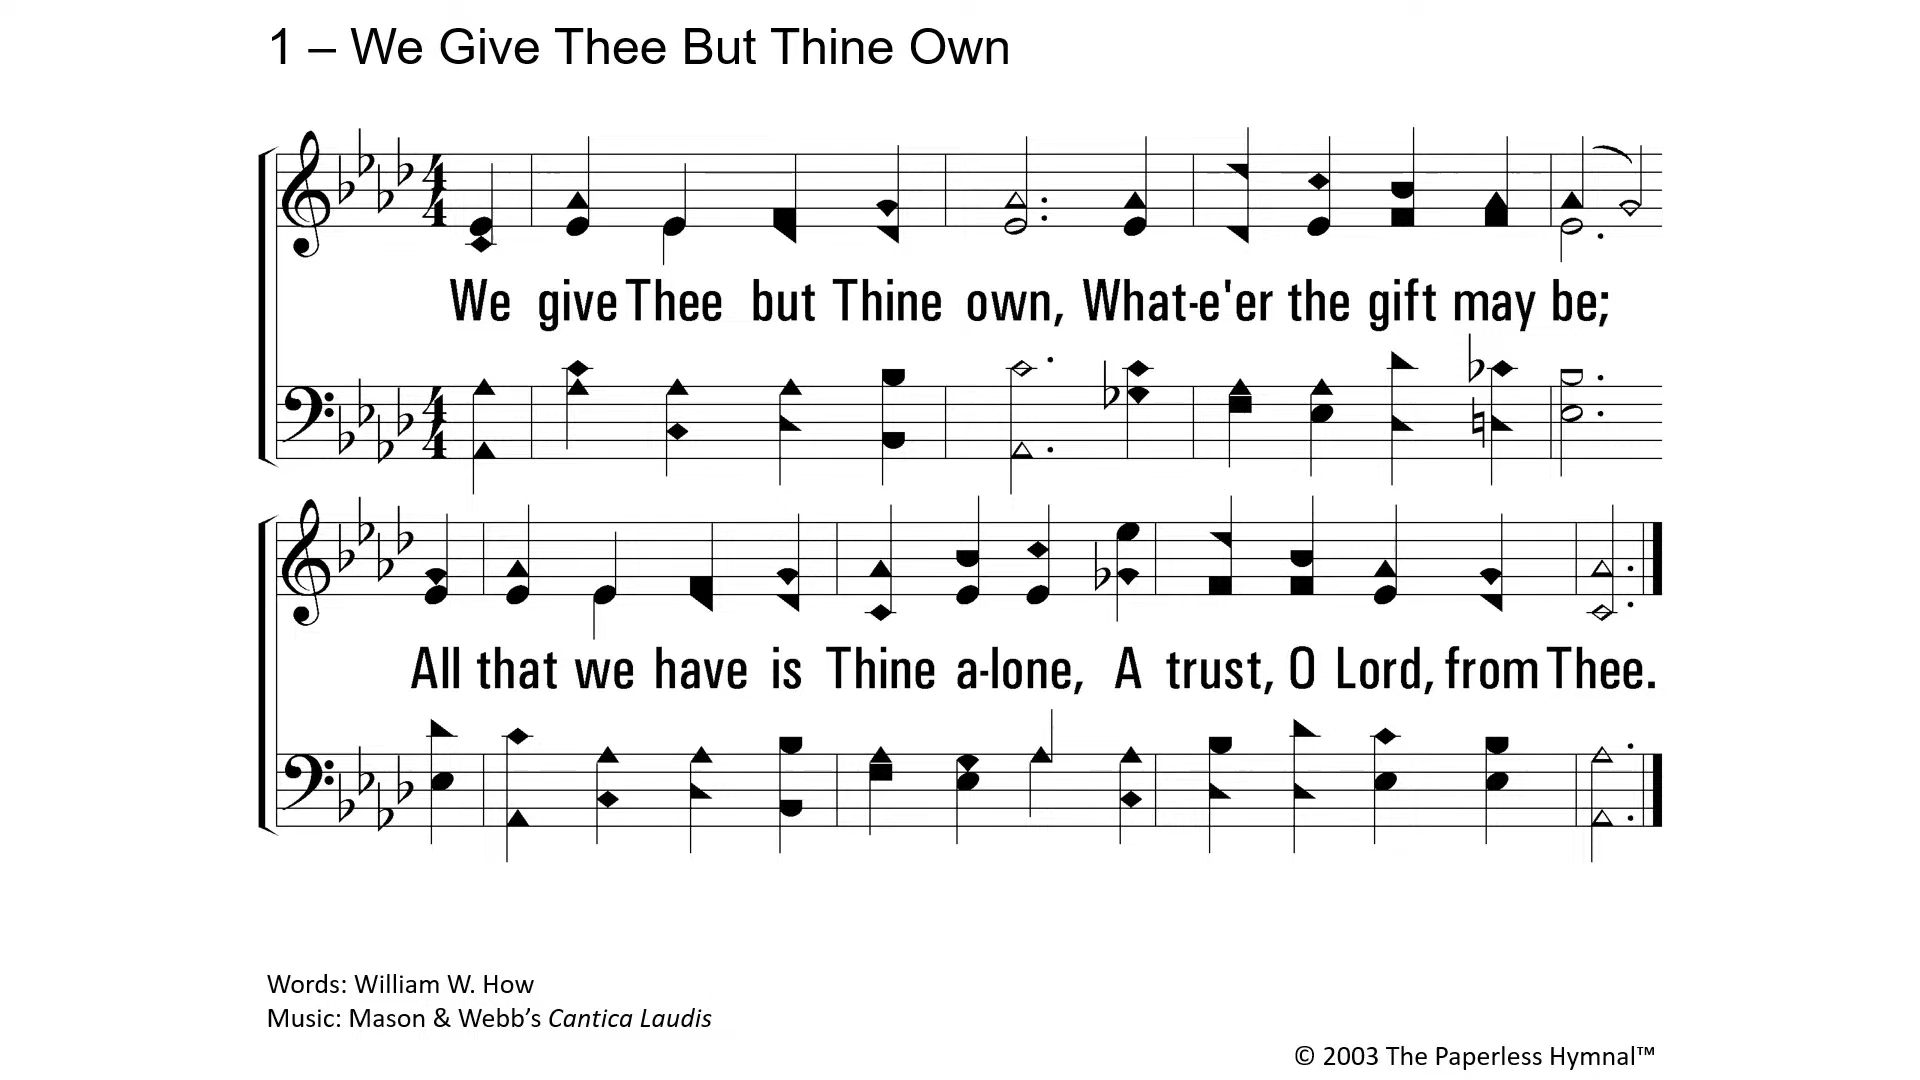 1 – We Give Thee But Thine Own
We give Thee but Thine own, What-e'er the gift may be;
All that we have is Thine a-lone, A trust, O Lord, from Thee.
Words: William W. How
Music: Mason & Webb’s Cantica Laudis
© 2003 The Paperless Hymnal™